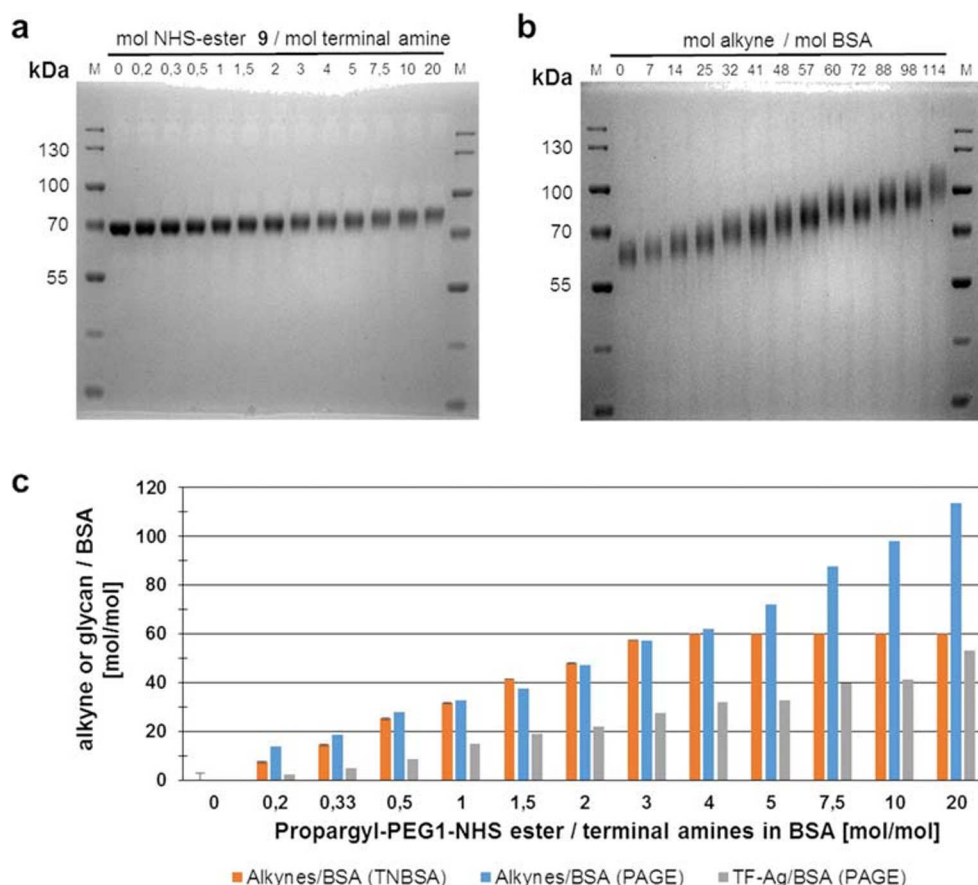 a
mol NHS-ester 9 / mol terminal amine
kDa M 0 0,2 0,3 0,5 1 1,5 2 3 4 5 7,5 10 20 M
130
100
70
55
b
mol alkyne / mol BSA
kDa M 0 7 14 25 32 41 48 57 60 72 88 98 114 M
130
100
70
55
c
alkyne or glycan / BSA
[mol/mol]
120
100
80
60
40
20
0
0 0,2 0,33 0,5 1 1,5 2 3 4 5 7,5 10 20
Propargyl-PEG1-NHS ester / terminal amines in BSA [mol/mol]
Alkynes/BSA (TNBSA) Alkynes/BSA (PAGE) TF-Ag/BSA (PAGE)